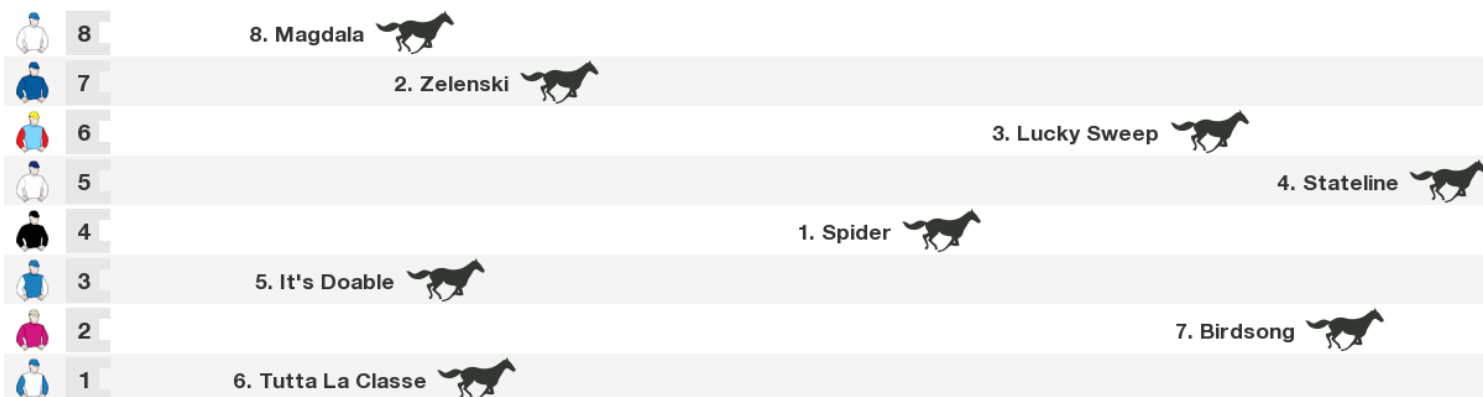 8 8. Magdala
7 2. Zelenski
6 3. Lucky Sweep
5 4. Stateline
4 1. Spider
3 5. It's Doable
2 7. Birdsong
1 6. Tutta La Classe